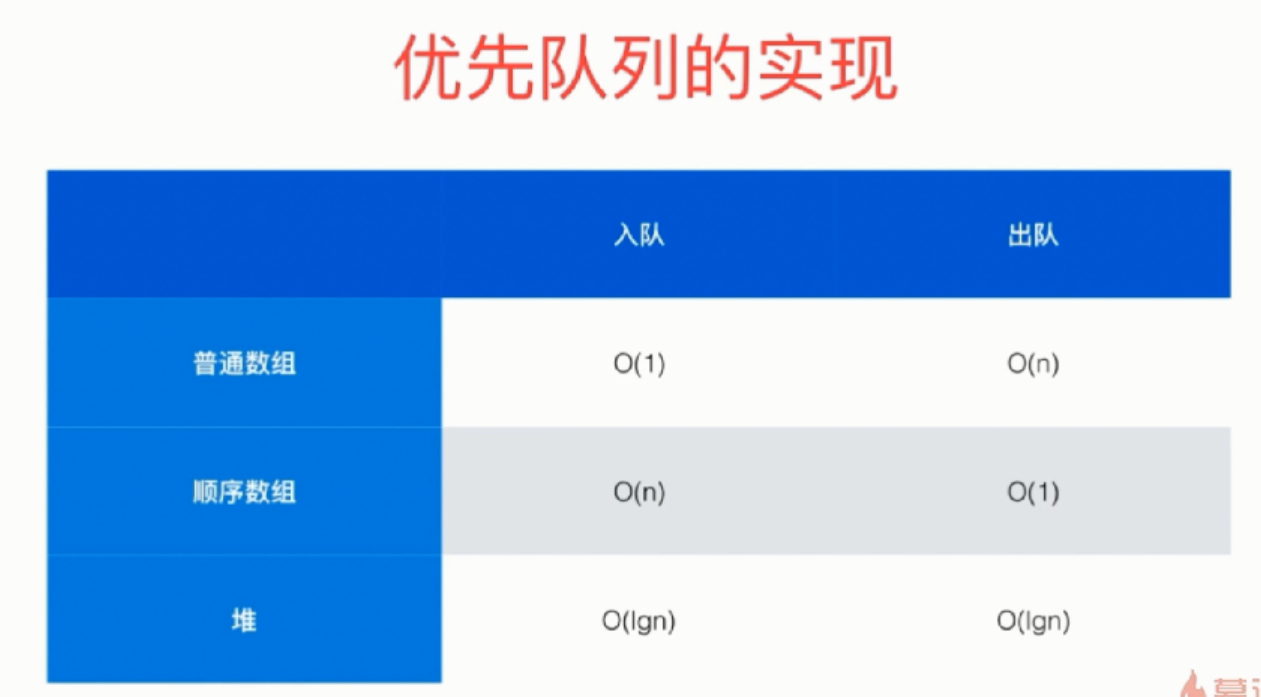 优先队列的实现
入队 出队
普通数组 O(1) O(n)
顺序数组 O(n) O(1)
堆 O(lgn) O(lgn)